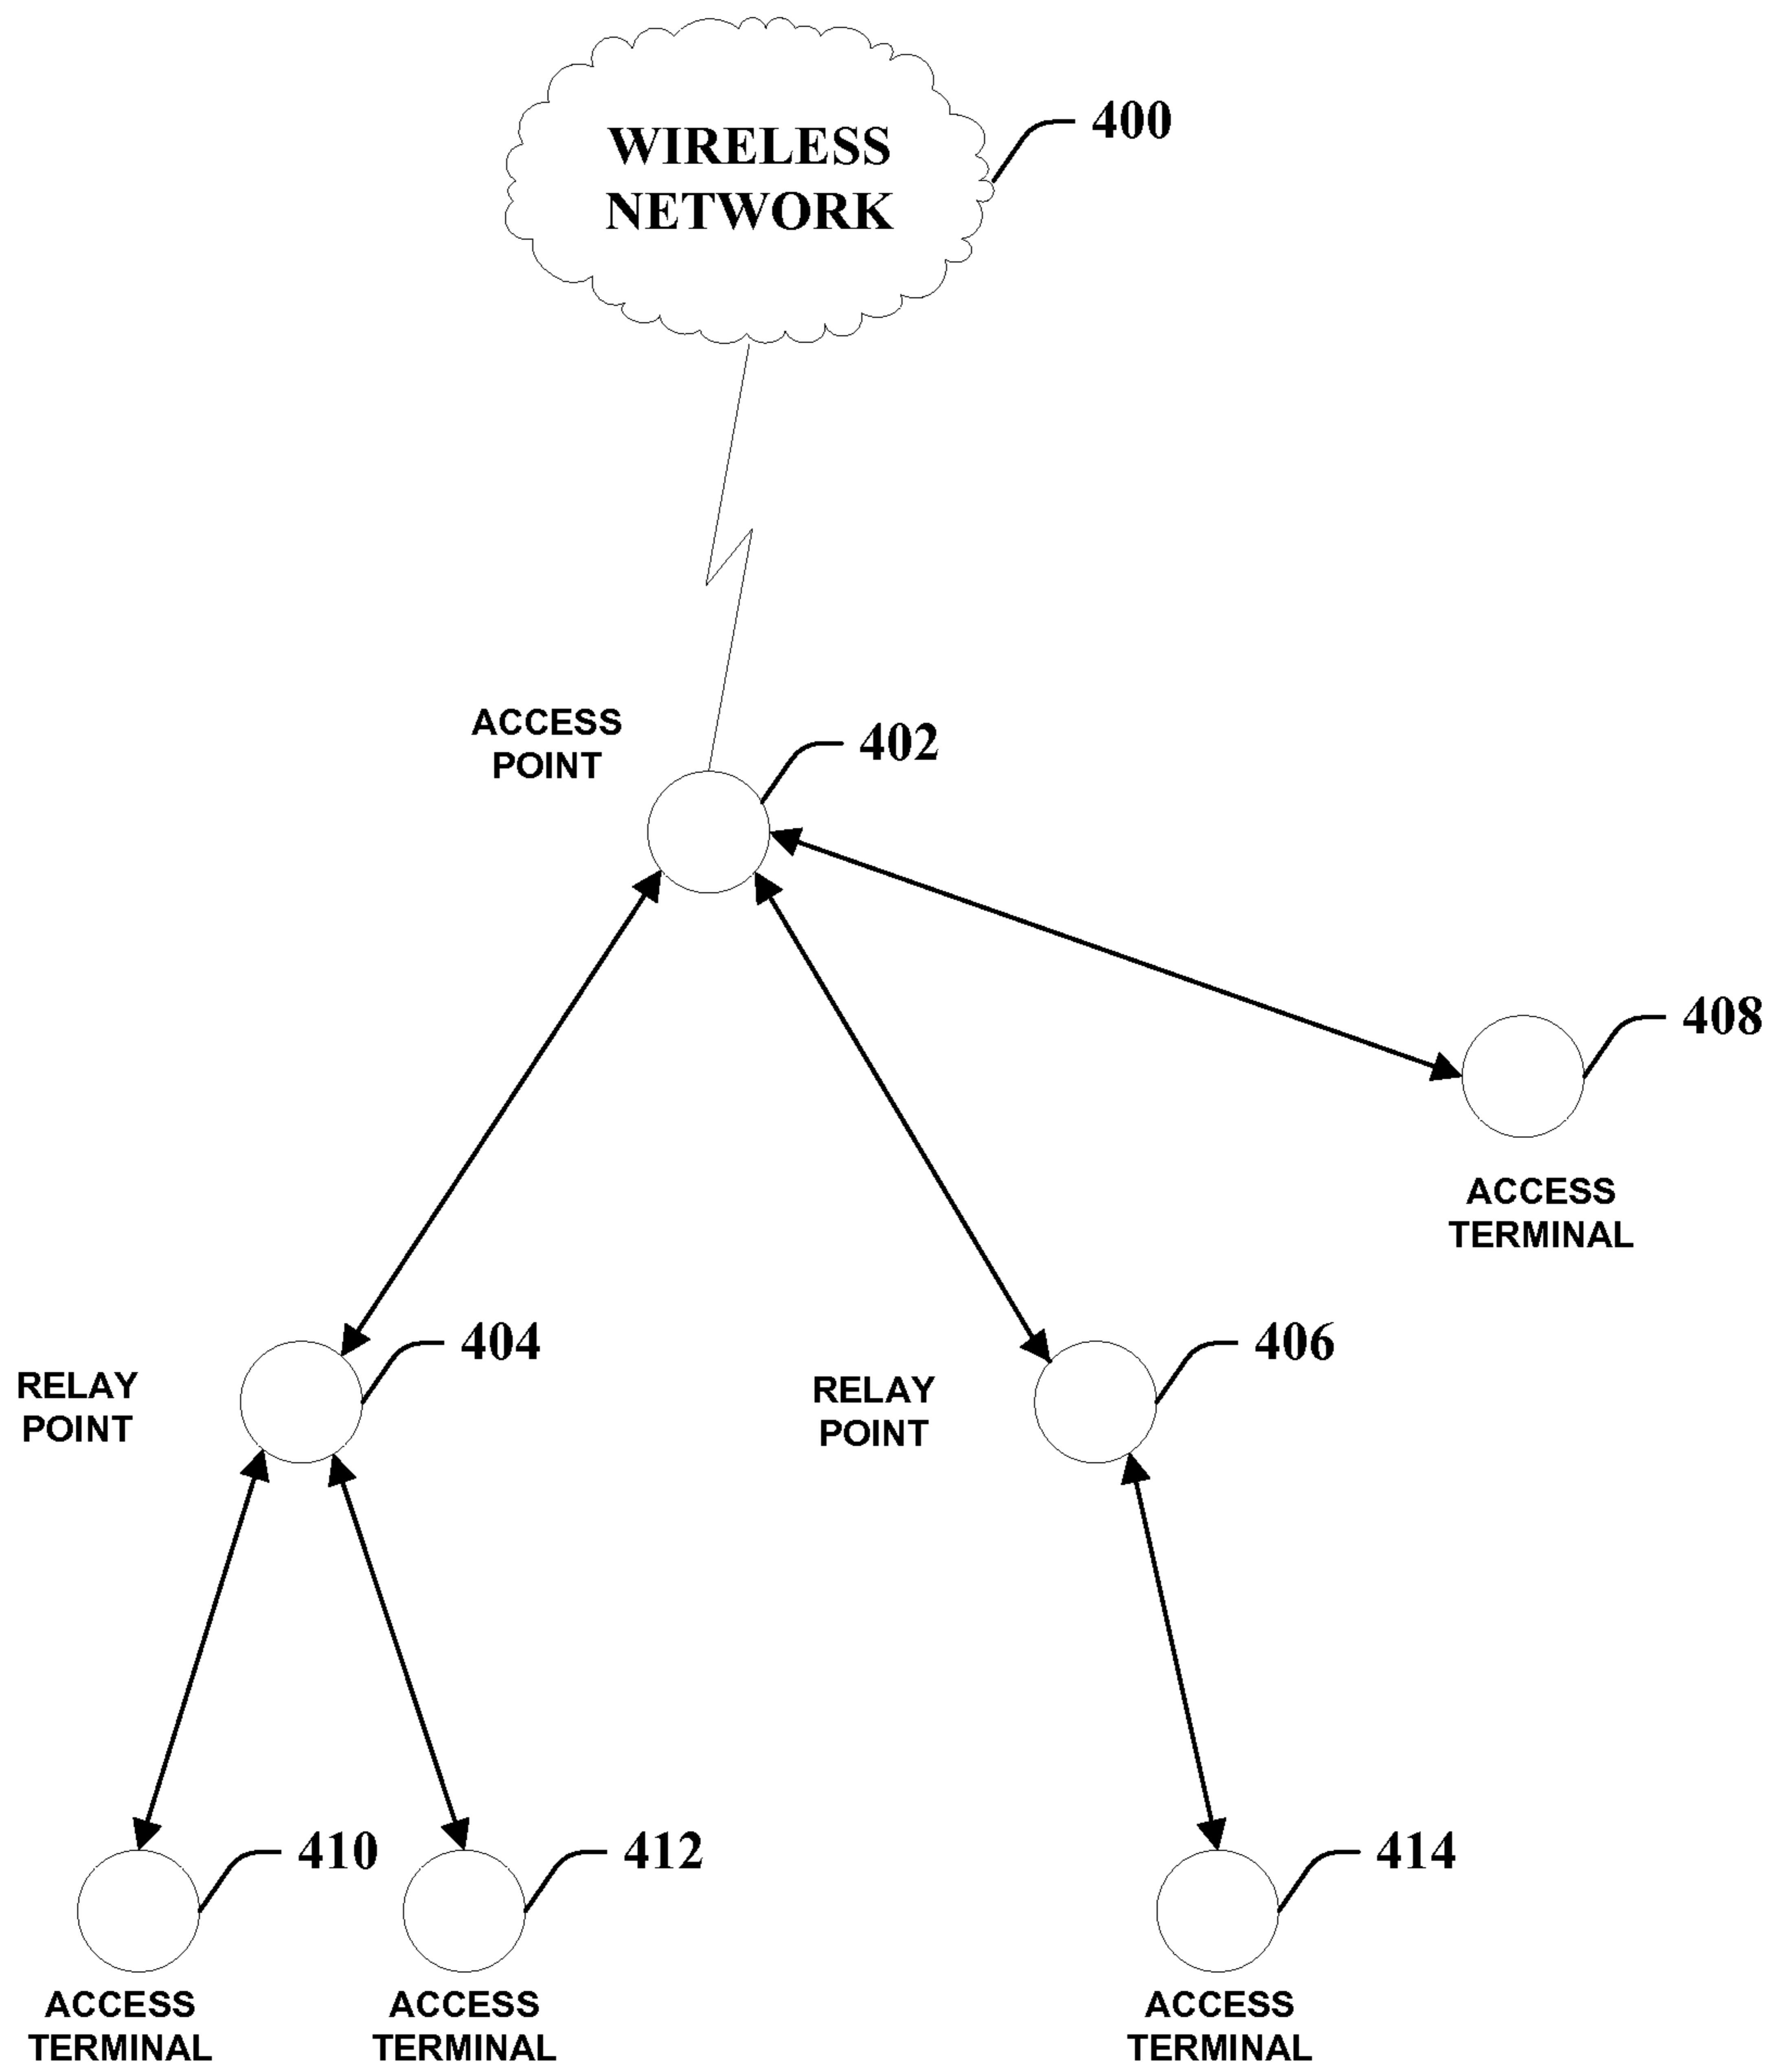 WIRELESS
NETWORK
400
ACCESS
POINT
402
408
ACCESS
TERMINAL
RELAY
POINT
404
RELAY
POINT
406
410
412
414
ACCESS
TERMINAL
ACCESS
TERMINAL
ACCESS
TERMINAL